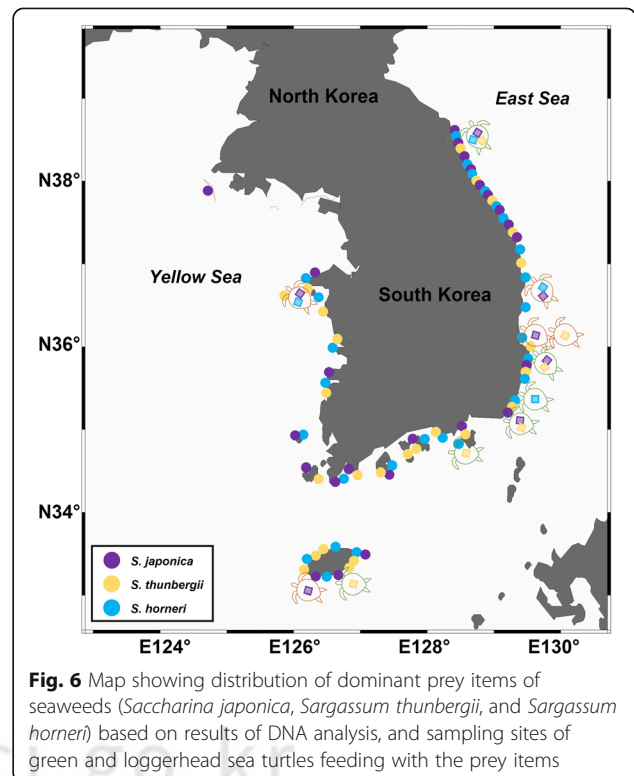 North Korea
East Sea
N38°
Yellow Sea
South Korea
N36°
N34°
S. japonica
S. thunbergii
S. horneri
E124°
E126°
E128°
E130°
Fig. 6 Map showing distribution of dominant prey items of
seaweeds (Saccharina japonica, Sargassum thunbergii, and Sargassum
horneri) based on results of DNA analysis, and sampling sites of
green and loggerhead sea turtles feeding with the prey items